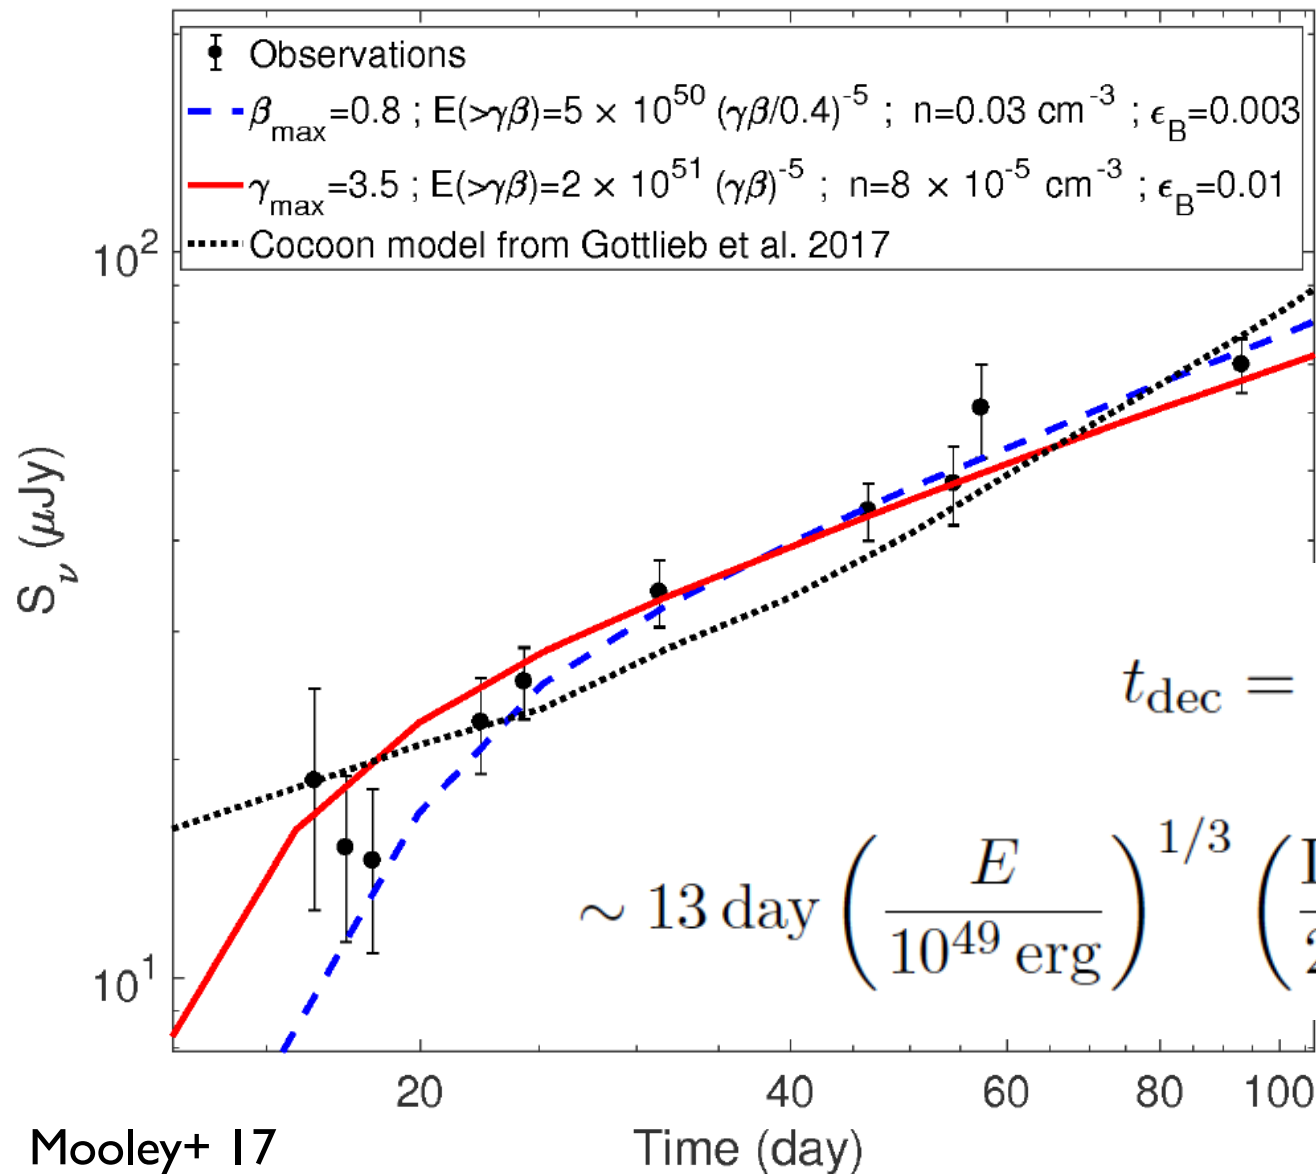 Observations
β_max=0.8 ; E(>γβ)=5 × 10^50 (γβ/0.4)^-5 ; n=0.03 cm^-3 ; ϵ_B=0.003
γ_max=3.5 ; E(>γβ)=2 × 10^51 (γβ)^-5 ; n=8 × 10^-5 cm^-3 ; ϵ_B=0.01
Cocoon model from Gottlieb et al. 2017
10^2
S_ν (μJy)
t_dec =
∼ 13 day (E/10^49 erg)^1/3 (
10^1
20 40 60 80 100
Time (day)
Mooley+ 17